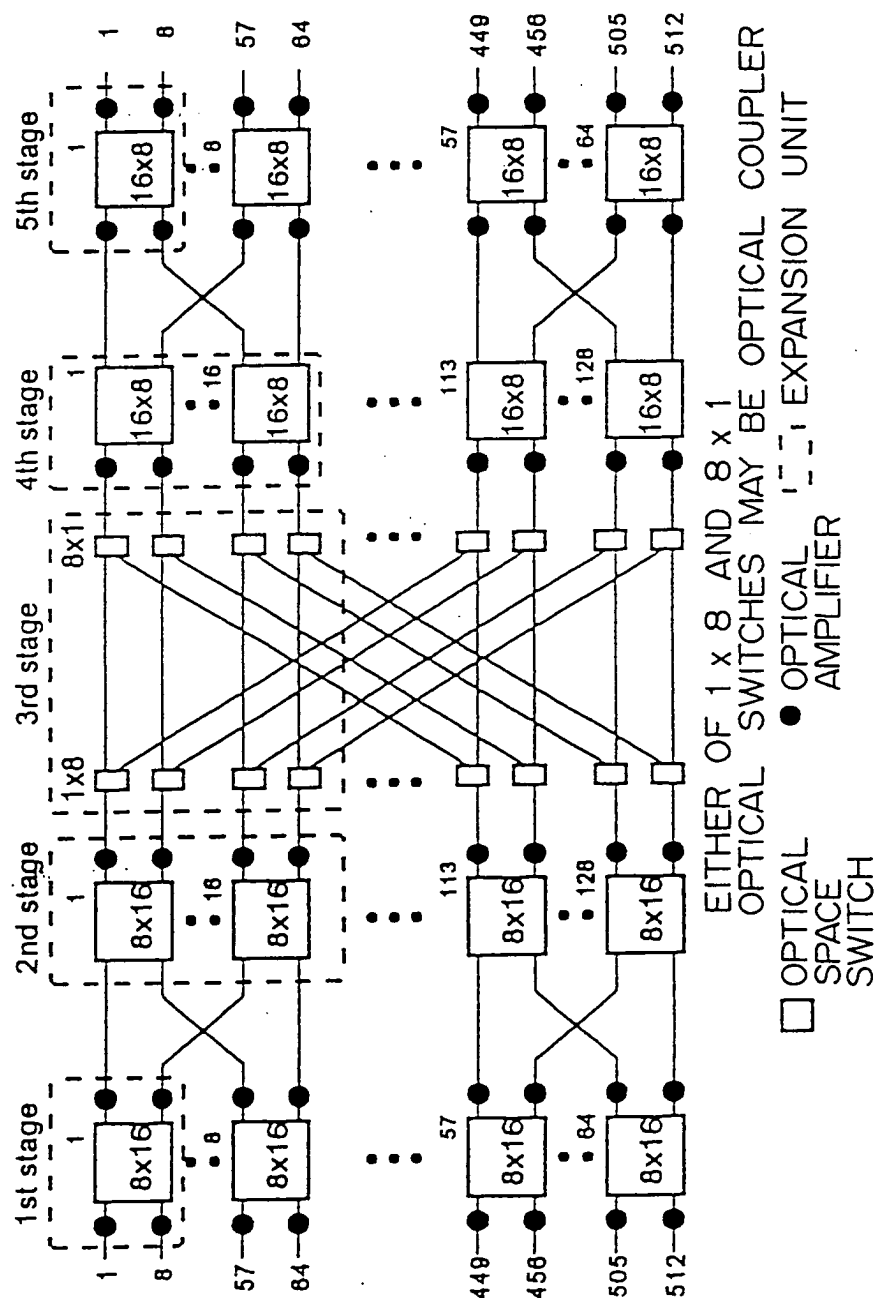 1st stage
2nd stage
3rd stage
4th stage
5th stage
1x8
8x1
1
1
1
1
1
8x16
8x16
16x8
16x8
1
8
8
8
16
16
8
57
8x16
8x16
16x8
16x8
57
64
64
449
57
113
113
57
449
8x16
8x16
16x8
16x8
456
456
64
128
128
64
505
8x16
8x16
16x8
16x8
505
512
512
EITHER OF 1 x 8 AND 8 x 1
OPTICAL SWITCHES MAY BE OPTICAL COUPLER
OPTICAL SPACE SWITCH
OPTICAL AMPLIFIER
EXPANSION UNIT